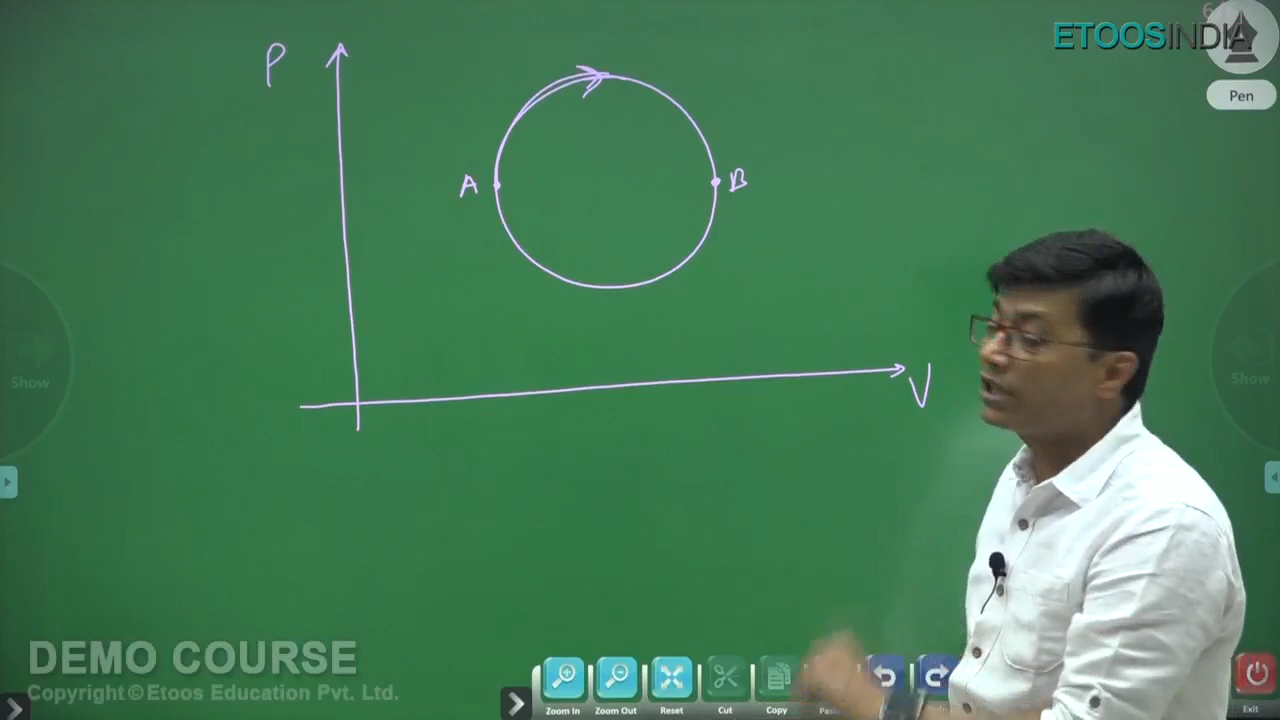 ETOOSINDIA
Pen
P
A
B
V
Show
Show
DEMO COURSE
Copyright © Etoos Education Pvt. Ltd.
Zoom In
Zoom Out
Reset
Cut
Copy
Exit